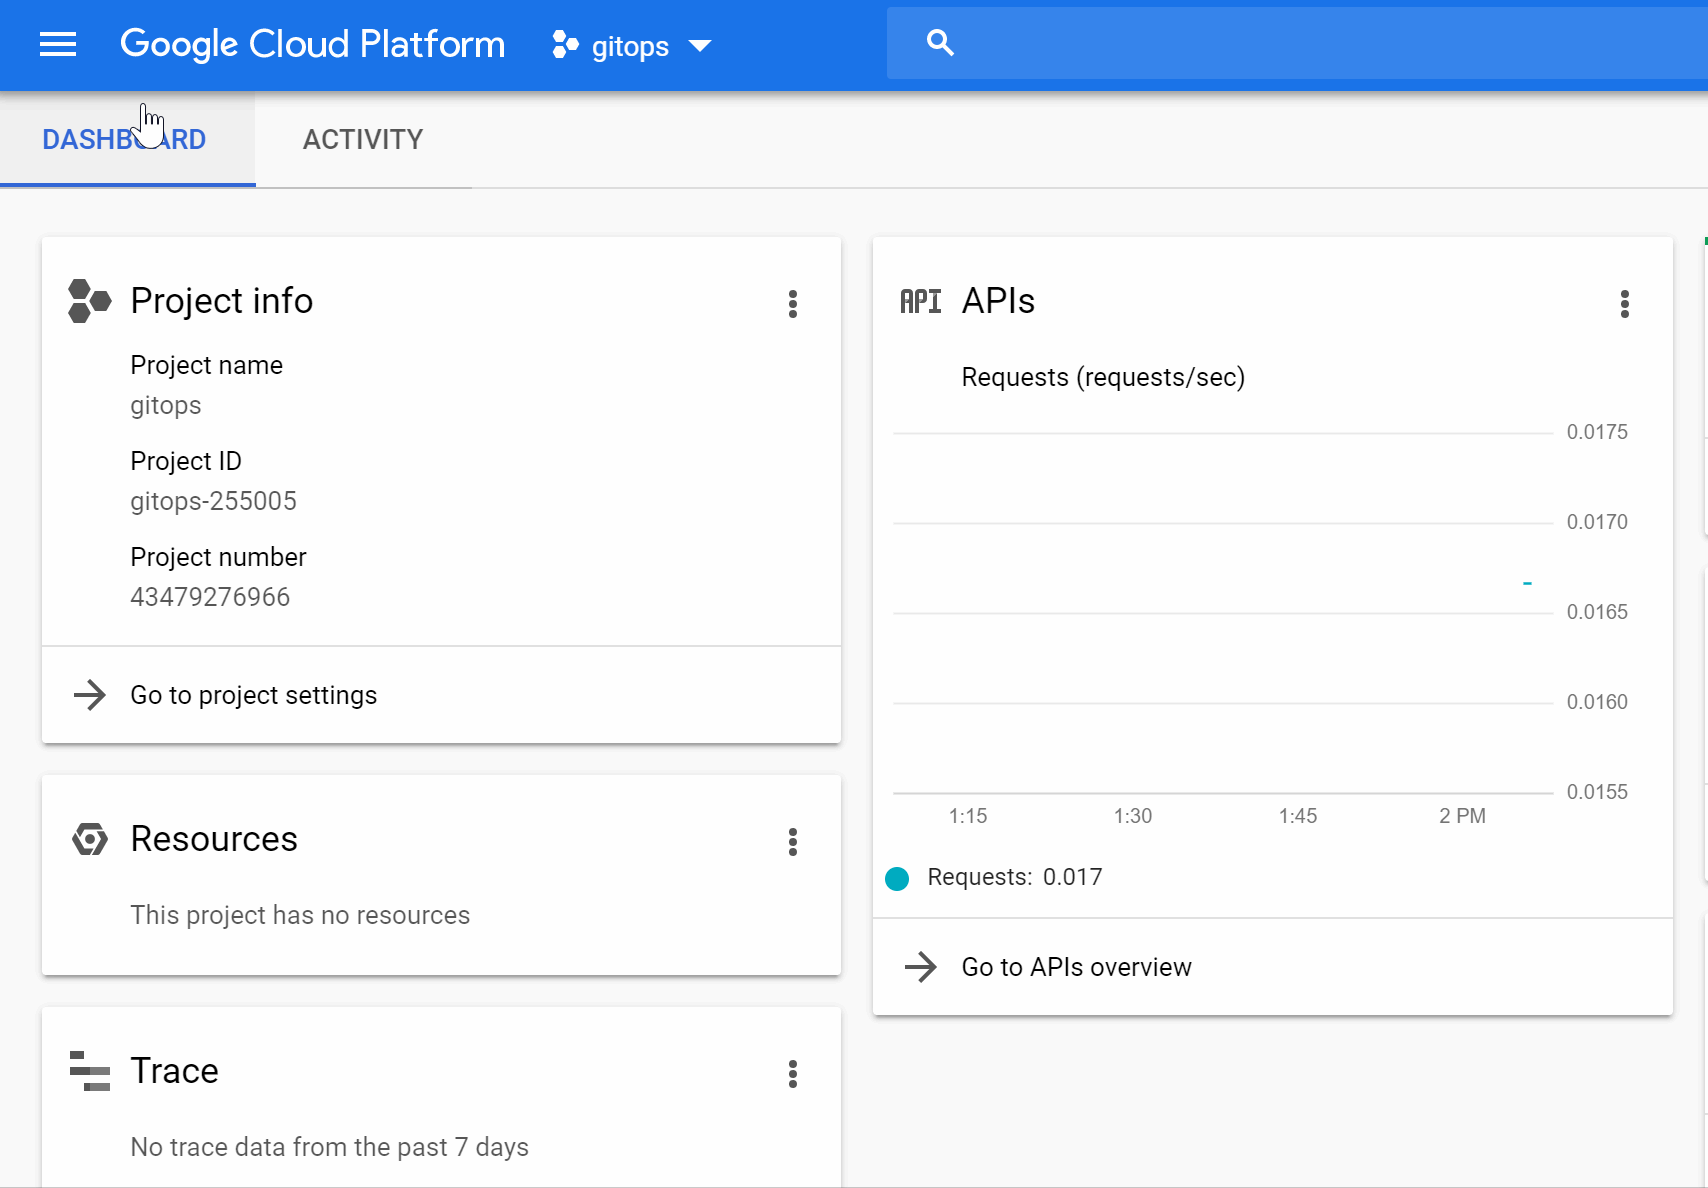 Google Cloud Platform gitops
DASHBOARD ACTIVITY
Project info
Project name
gitops
Project ID
gitops-255005
Project number
43479276966
Go to project settings
Resources
This project has no resources
Trace
No trace data from the past 7 days
API APIs
Requests (requests/sec)
0.0175
0.0170
0.0165
0.0160
0.0155
1:15 1:30 1:45 2 PM
Requests: 0.017
Go to APIs overview